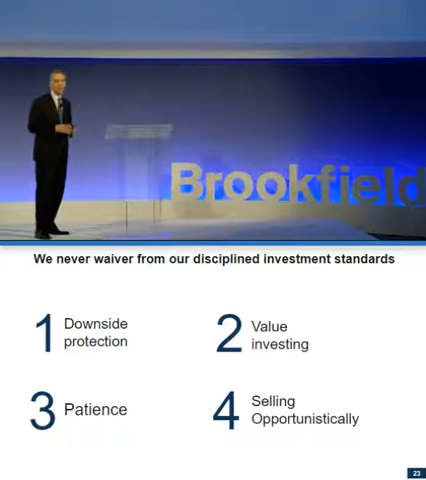 Brookfield
We never waiver from our disciplined investment standards
1 Downside
protection
2 Value
investing
3 Patience
4 Selling
Opportunistically
23